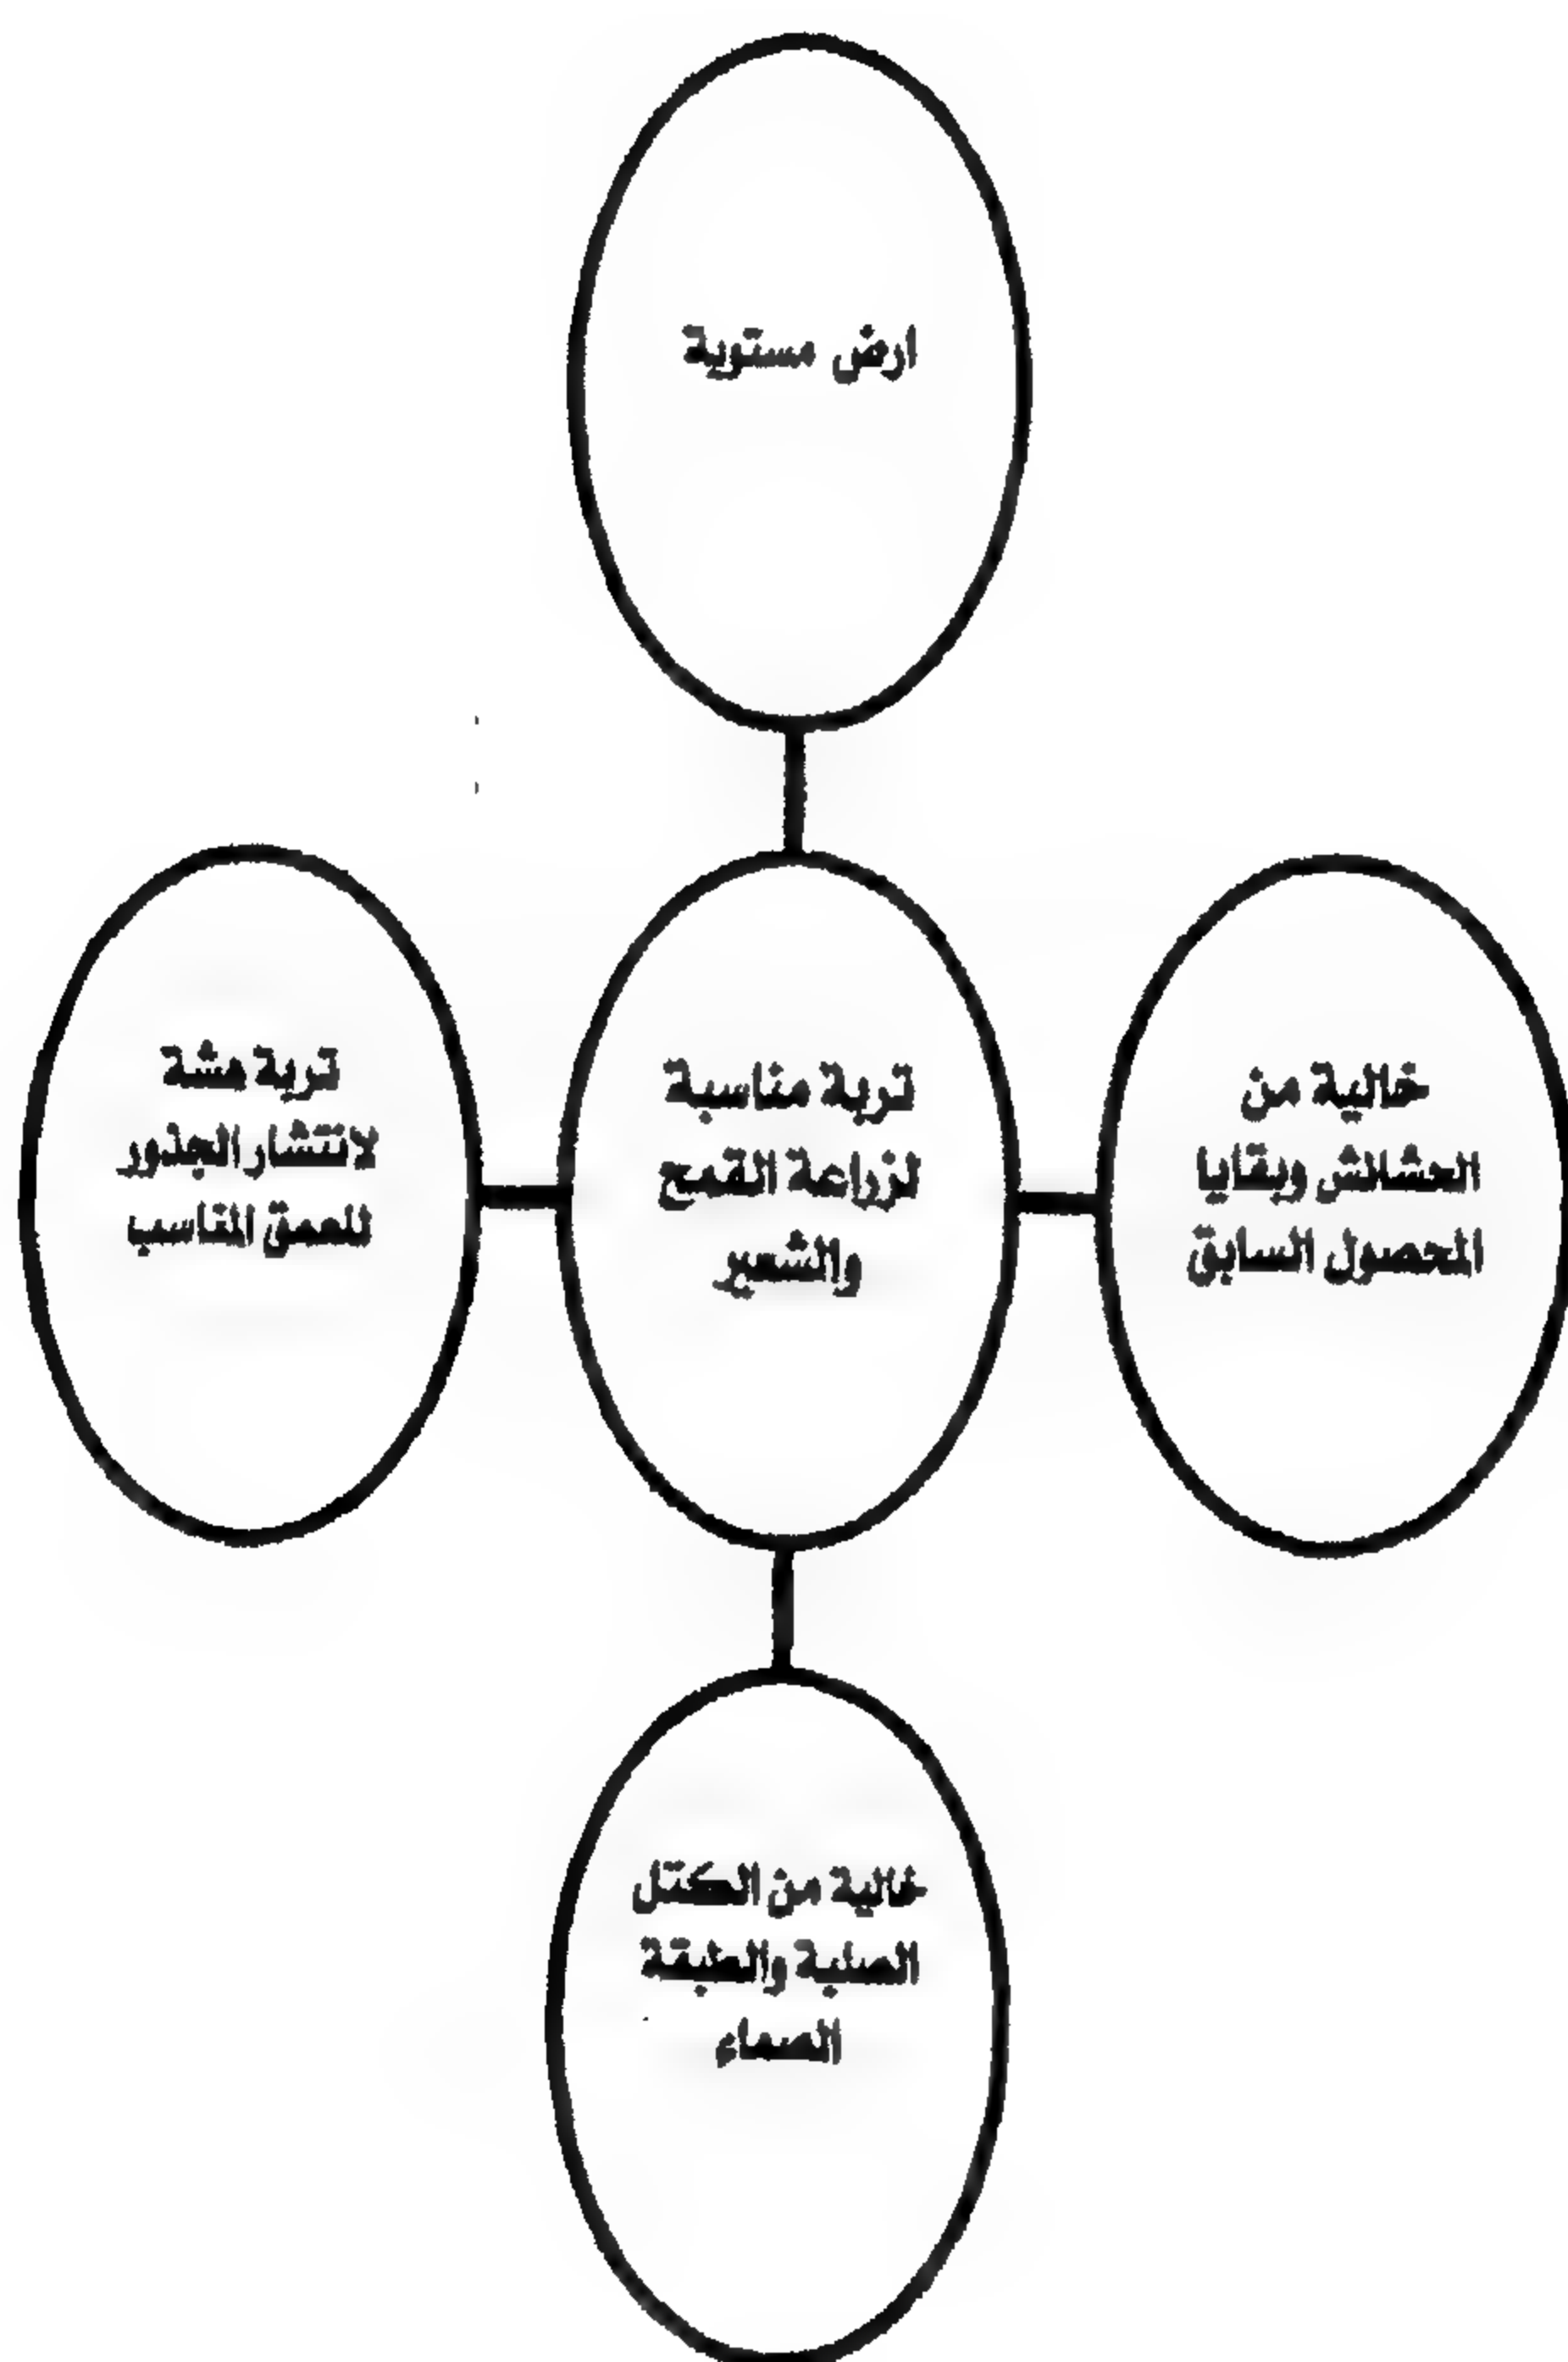 ارض مستوية
خالية من
الحشائش وبقايا
المحصول السابق
تربة مناسبة
لزراعة القمح
والشعير
تربة هشة
لانتشار الجذور
للعمق المناسب
خالية من الكتل
الصلبة والطبقة
الصماء